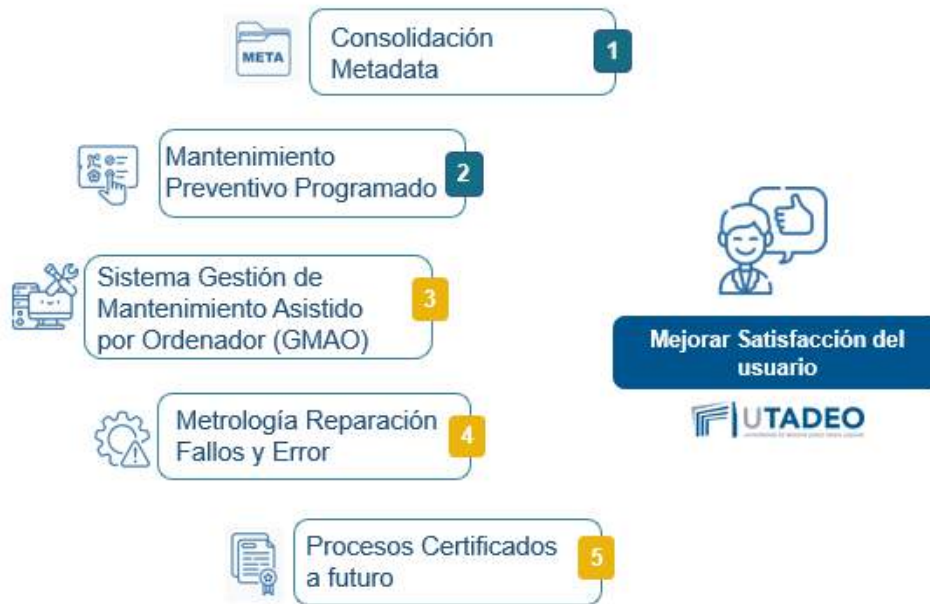 META
Consolidación
Metadata
1
Mantenimiento
Preventivo Programado
2
Sistema Gestión de
Mantenimiento Asistido
por Ordenador (GMAO)
3
Metrología Reparación
Fallos y Error
4
Procesos Certificados
a futuro
5
Mejorar Satisfacción del
usuario
UTADEO